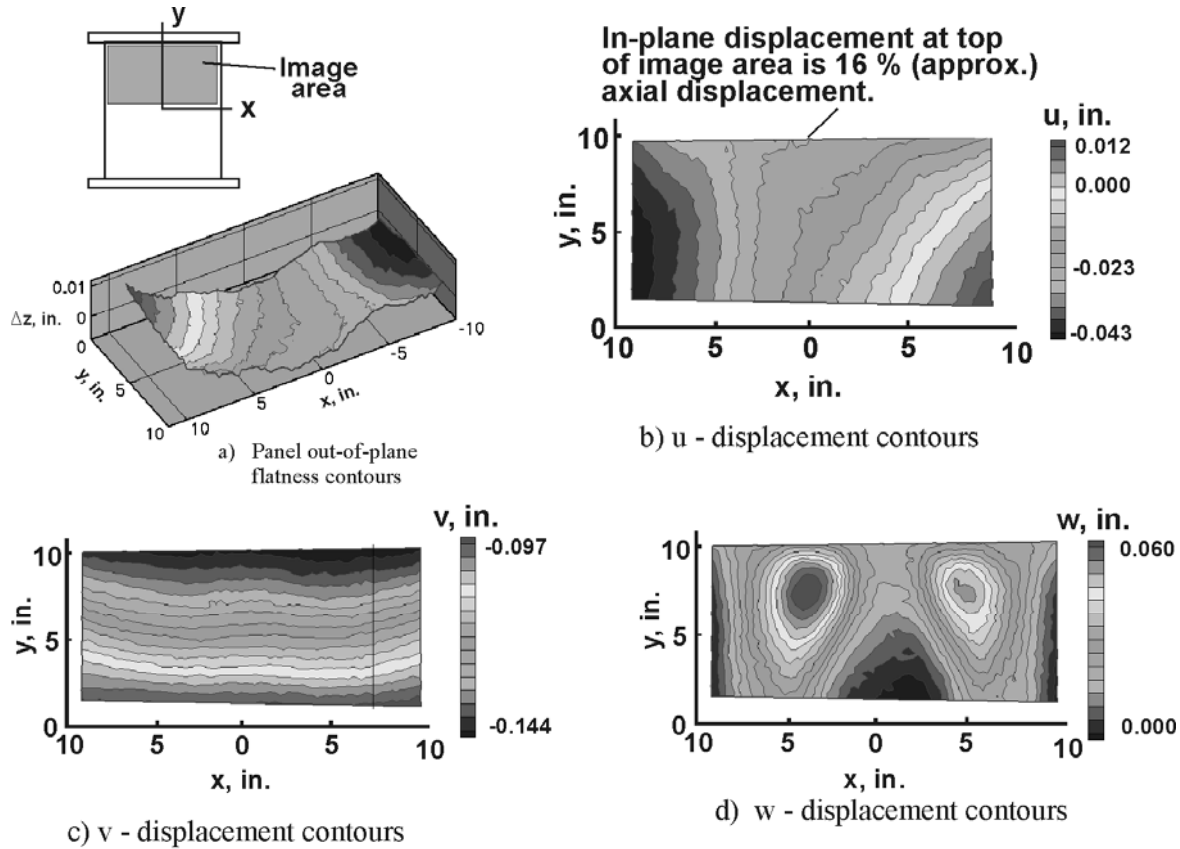 y
Image
area
x
0.01
Δz, in.
0
0
y, in.
5
10
10
5
x, in.
0
-5
-10
a) Panel out-of-plane
flatness contours
In-plane displacement at top
of image area is 16 % (approx.)
axial displacement.
u, in.
0.012
0.000
-0.023
-0.043
10
y, in.
5
0
10
5
0
5
10
x, in.
b) u - displacement contours
v, in.
-0.097
-0.144
10
y, in.
5
0
10
5
0
5
10
x, in.
c) v - displacement contours
w, in.
0.060
0.000
10
y, in.
5
0
10
5
0
5
10
x, in.
d) w - displacement contours